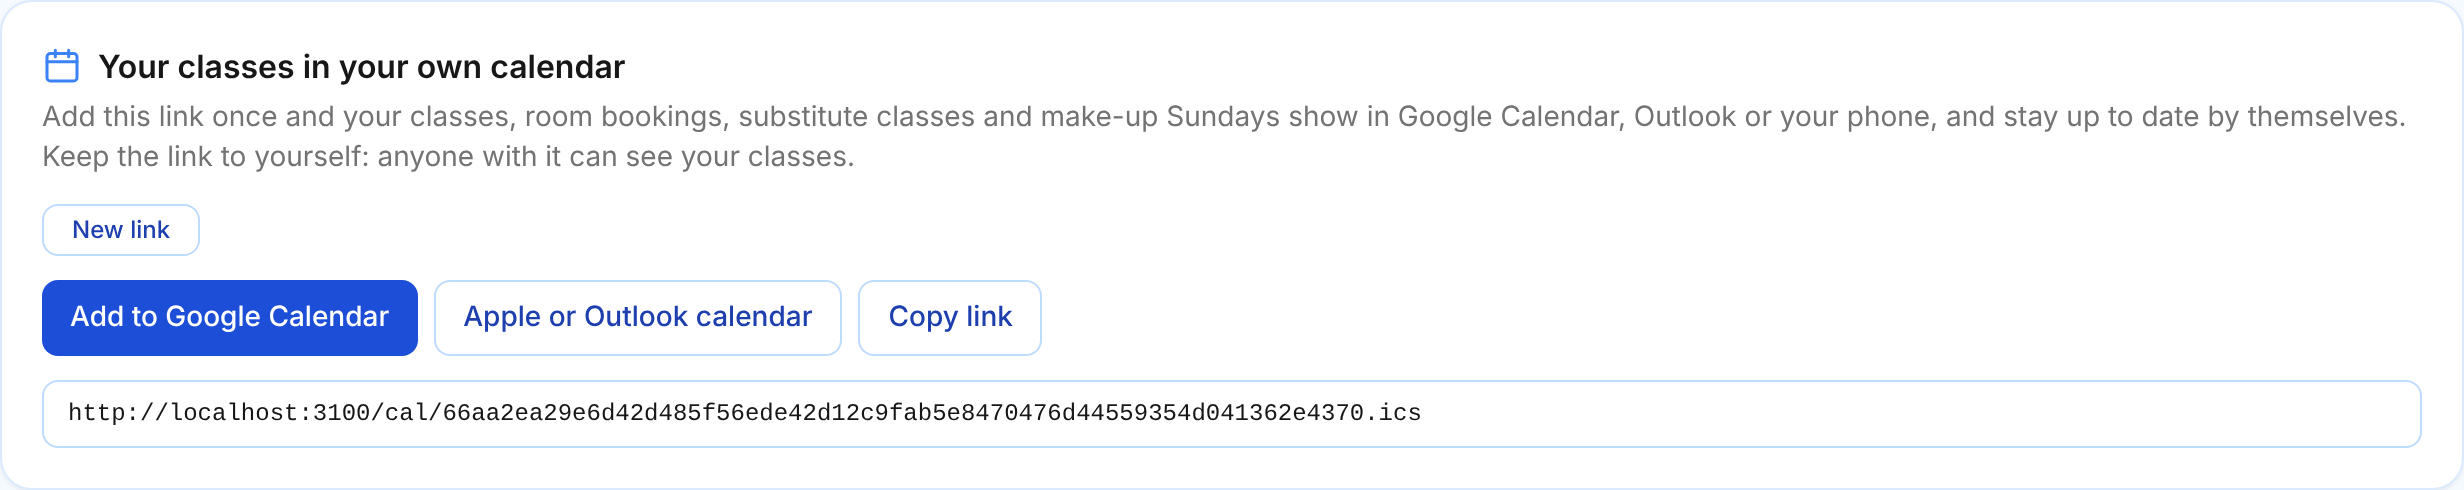 Your classes in your own calendar
Add this link once and your classes, room bookings, substitute classes and make-up Sundays show in Google Calendar, Outlook or your phone, and stay up to date by themselves.
Keep the link to yourself: anyone with it can see your classes.
New link
Add to Google Calendar
Apple or Outlook calendar
Copy link
http://localhost:3100/cal/66aa2ea29e6d42d485f56ede42d12c9fab5e8470476d44559354d041362e4370.ics